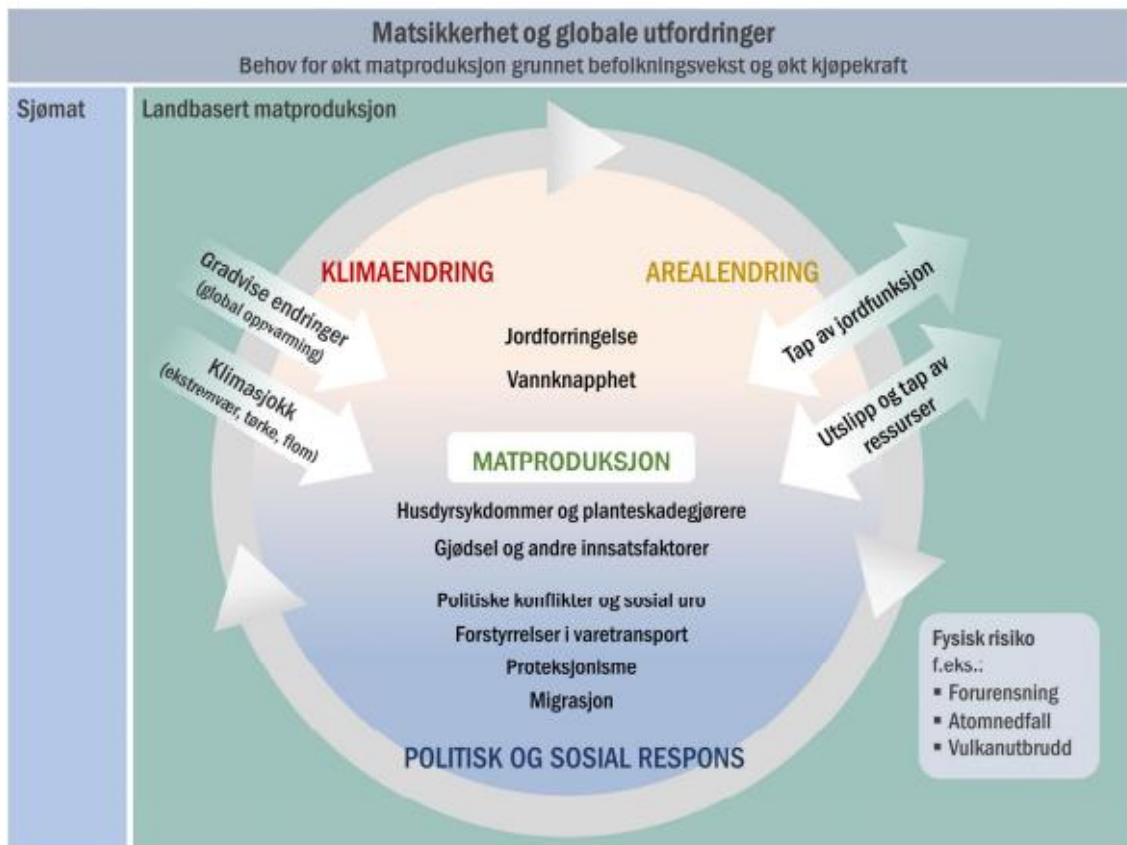 Matsikkerhet og globale utfordringer
Behov for økt matproduksjon grunnet befolkningsvekst og økt kjøpekraft
Sjømat
Landbasert matproduksjon
KLIMAENDRING
AREALENDRING
Gradvise endringer
(global oppvarming)
Klimasjokk
(ekstremvær, tørke, flom)
Jordforringelse
Vannknapphet
Tap av jordfunksjon
Utslipp og tap av
ressurser
MATPRODUKSJON
Husdyrsykdommer og planteskadegjørere
Gjødsel og andre innsatsfaktorer
Politiske konflikter og sosial uro
Forstyrrelser i varetransport
Proteksjonisme
Migrasjon
POLITISK OG SOSIAL RESPONS
Fysisk risiko
f.eks.:
▪ Forurensning
▪ Atomnedfall
▪ Vulkanutbrudd